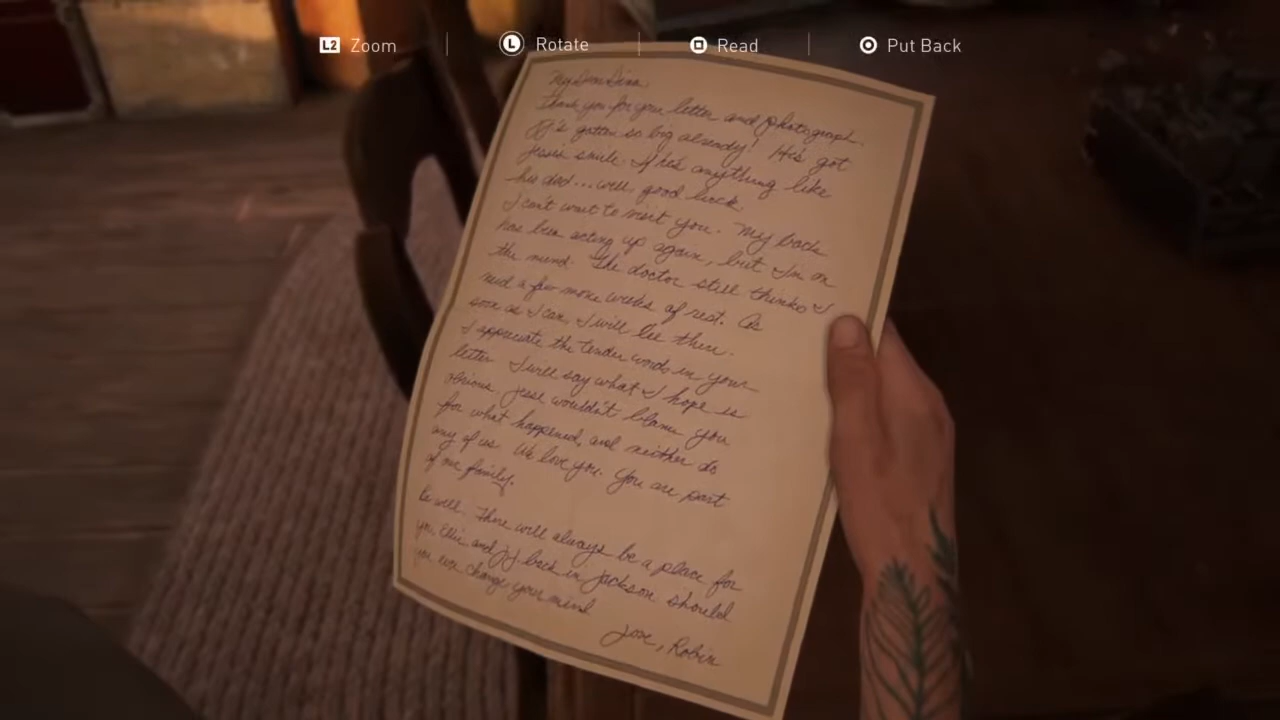 L2 Zoom
L Rotate
Read
Put Back
My Dear Dina,
Thank you for your letter and photograph.
JJ's gotten so big already! He's got
Jesse's smile. If he's anything like
his dad... well, good luck.
I can't wait to visit you. My back
has been acting up again, but I'm on
the mend. The doctor still thinks I
need a few more weeks of rest. As
soon as I can, I will be there.
I appreciate the tender words in your
letter. I will say what I hope is
obvious. Jesse wouldn't blame you
for what happened, and neither do
any of us. We love you. You are part
of our family.
Be well. There will always be a place for
you, Ellie and JJ back in Jackson should
you ever change your mind.
Love, Robin